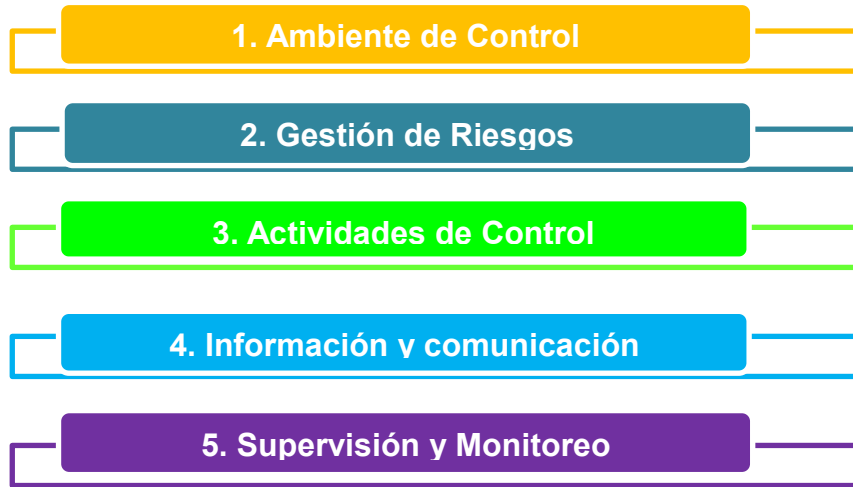 1. Ambiente de Control
2. Gestión de Riesgos
3. Actividades de Control
4. Información y comunicación
5. Supervisión y Monitoreo